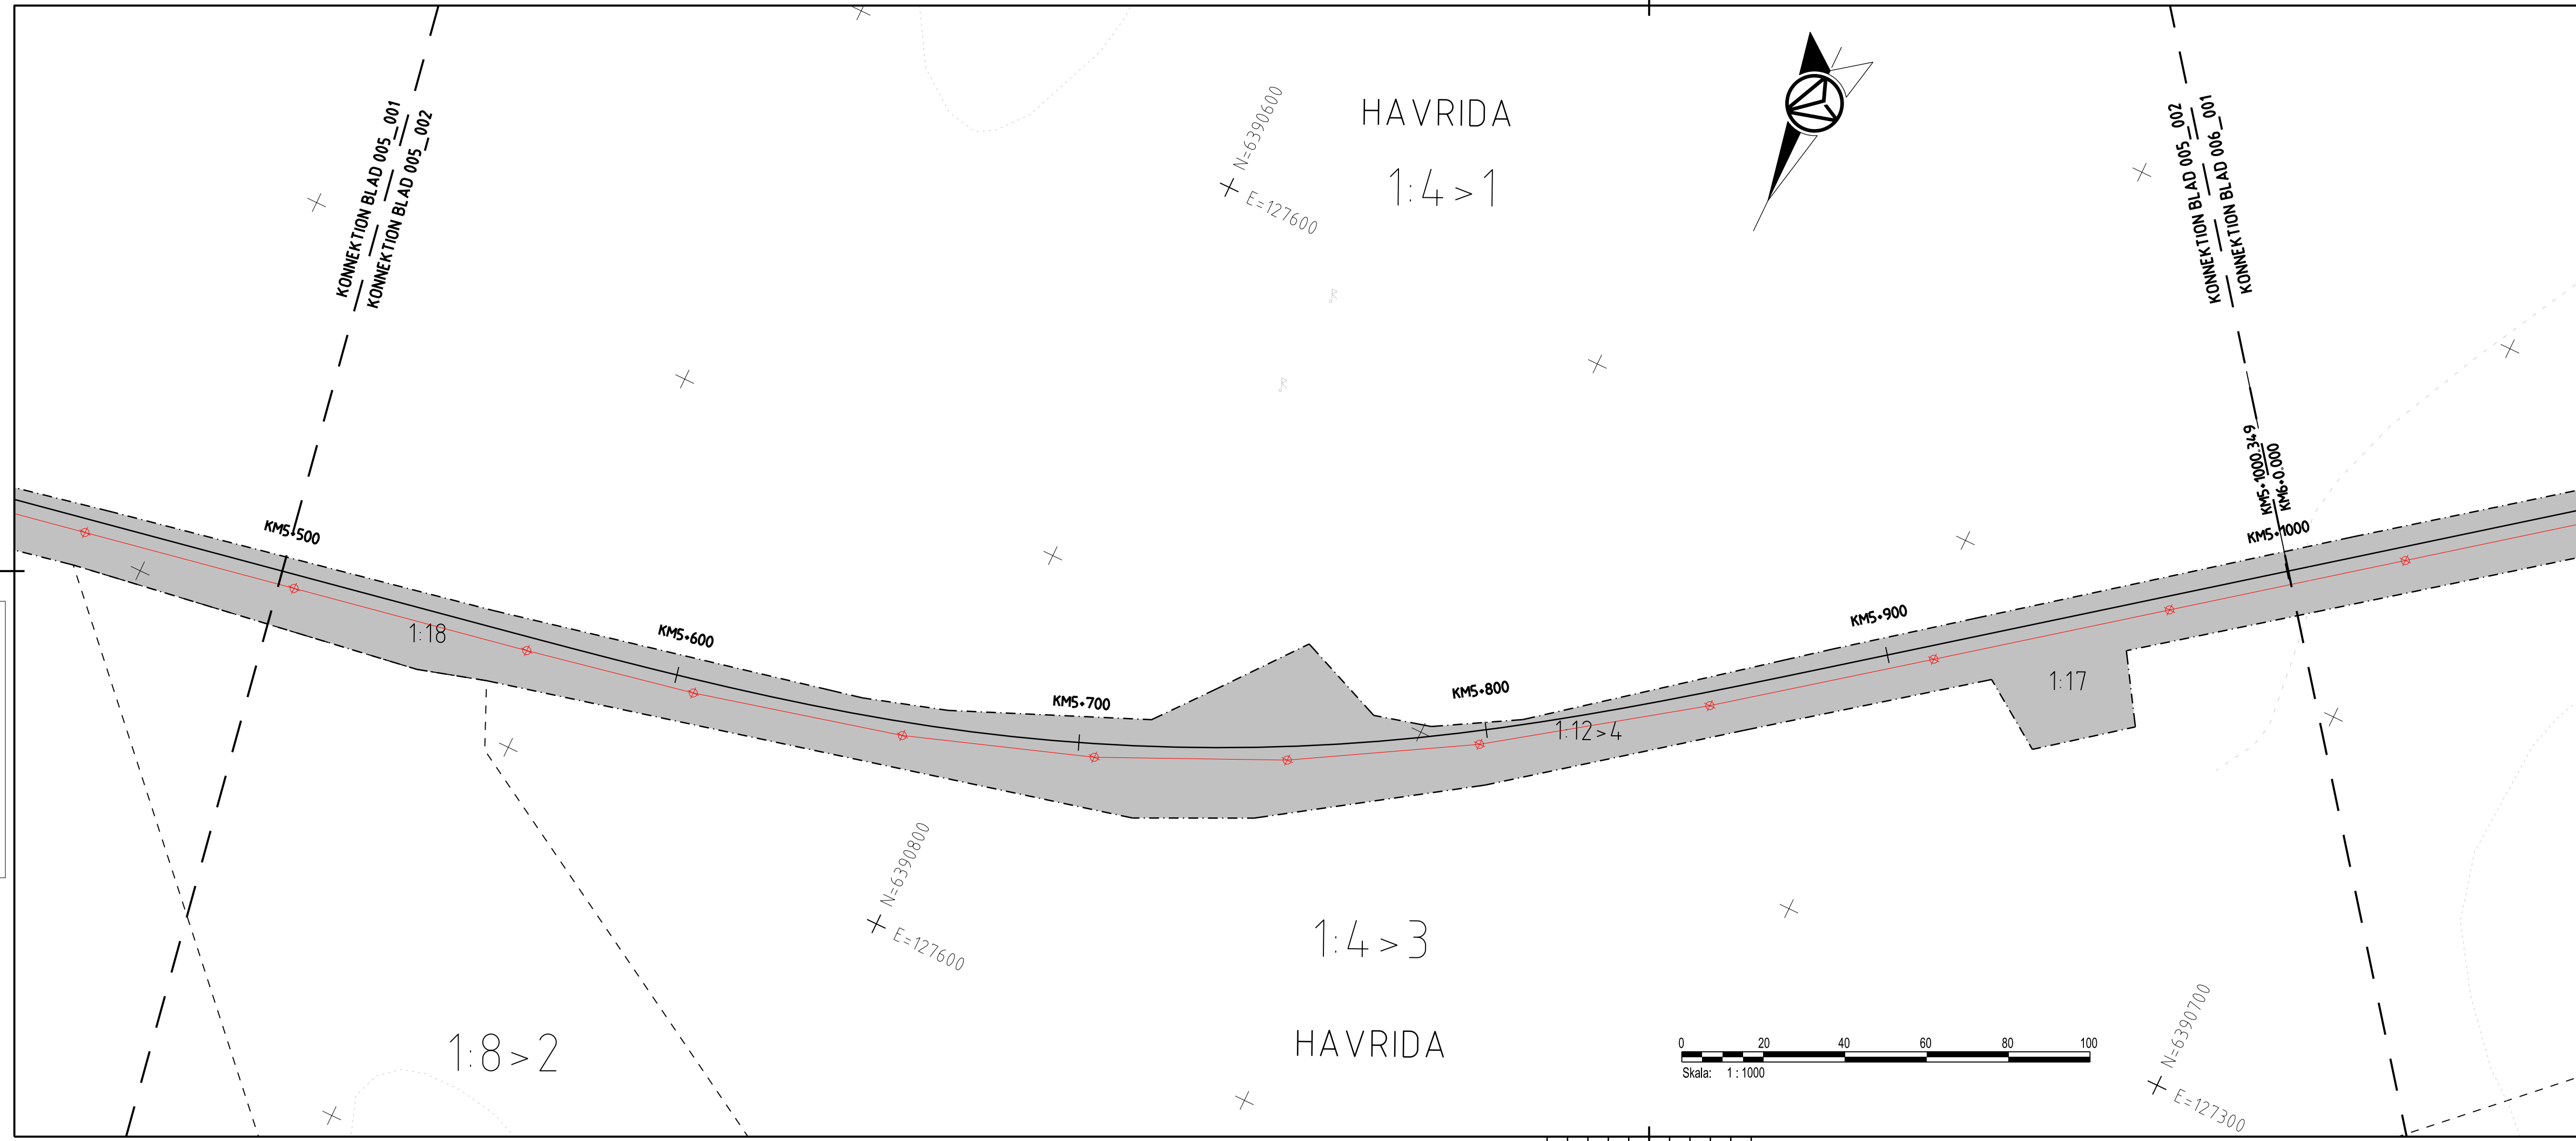 KONNEKTION BLAD 005_001
KONNEKTION BLAD 005_002
N=6390600
E=127600
HAVRIDA
1:4>1
KONNEKTION BLAD 005_002
KONNEKTION BLAD 006_001
KM5+1000.349
KM6+0.000
KM5+500
KM5+600
KM5+700
KM5+800
KM5+900
KM5+1000
1:18
1:12>4
1:17
N=6390800
E=127600
1:4>3
HAVRIDA
1:8>2
0 20 40 60 80 100
Skala: 1 : 1000
N=6390700
E=127300